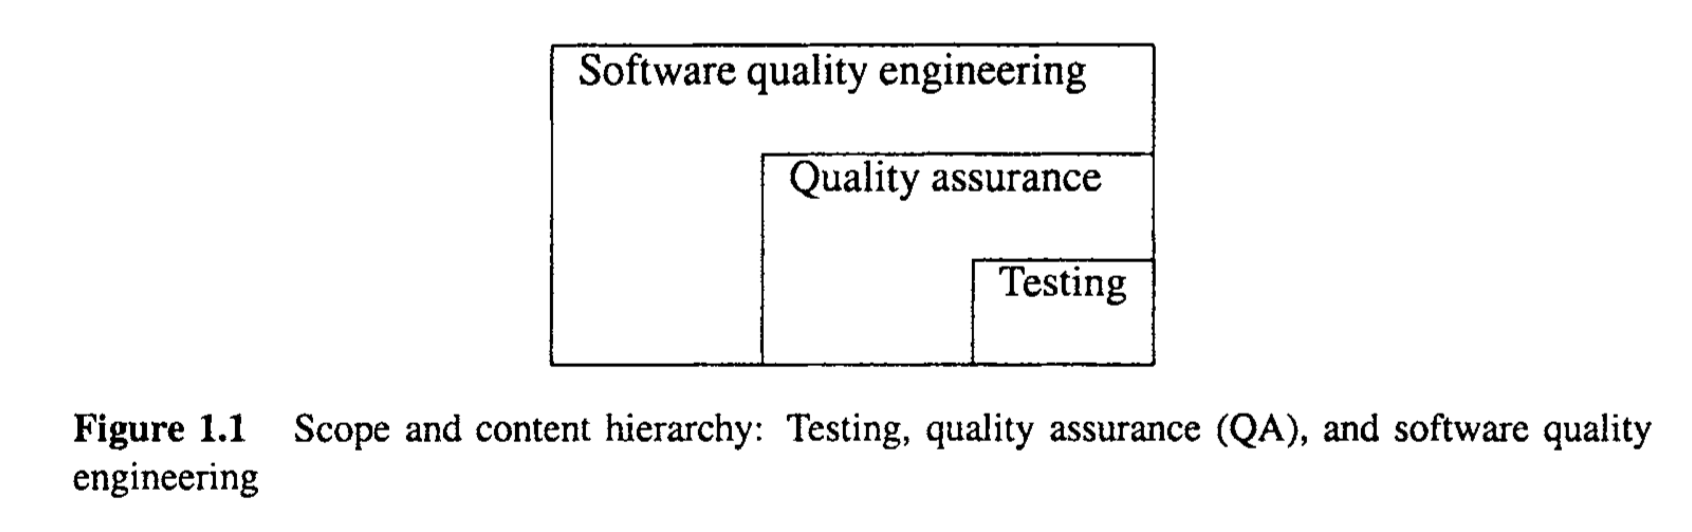 Software quality engineering
Quality assurance
Testing
Figure 1.1 Scope and content hierarchy: Testing, quality assurance (QA), and software quality
engineering